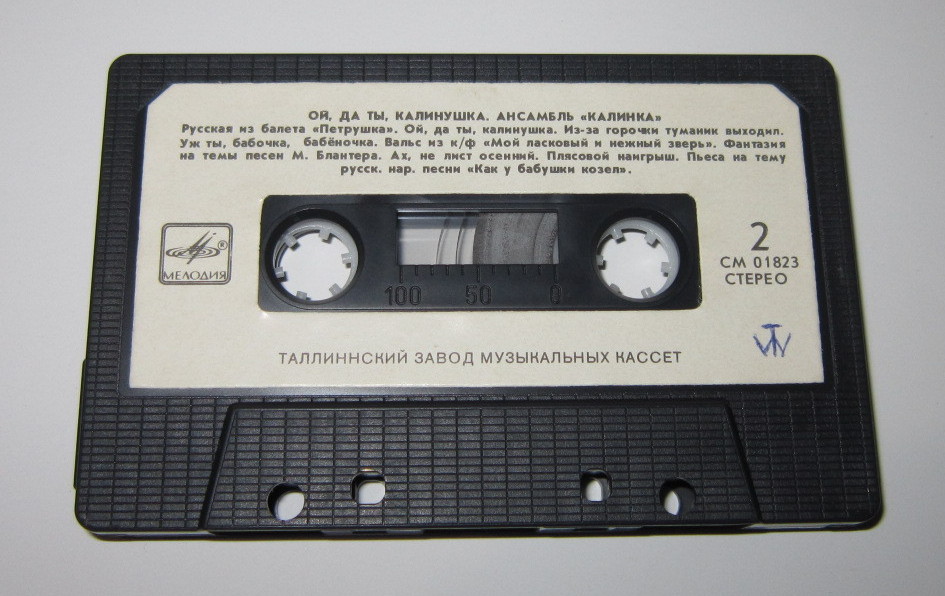 ОЙ, ДА ТЫ, КАЛИНУШКА. АНСАМБЛЬ «КАЛИНКА»
Русская из балета «Петрушка». Ой, да ты, калинушка. Из-за горочки туманик выходил.
Уж ты, бабочка, бабёночка. Вальс из к/ф «Мой ласковый и нежный зверь». Фантазия
на темы песен М. Блантера. Ах, не лист осенний. Плясовой наигрыш. Пьеса на тему
русск. нар. песни «Как у бабушки козел».
®
МЕЛОДИЯ
100 50 0
2
СМ 01823
СТЕРЕО
ТАЛЛИННСКИЙ ЗАВОД МУЗЫКАЛЬНЫХ КАССЕТ